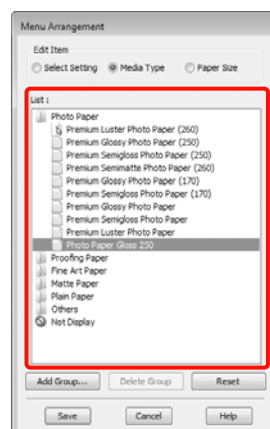 Menu Arrangement
Edit Item
Select Setting Media Type Paper Size
List :
Photo Paper
Premium Luster Photo Paper (260)
Premium Glossy Photo Paper (250)
Premium Semigloss Photo Paper (250)
Premium Semimatte Photo Paper (260)
Premium Glossy Photo Paper (170)
Premium Semigloss Photo Paper (170)
Premium Glossy Photo Paper
Premium Semigloss Photo Paper
Premium Luster Photo Paper
Photo Paper Gloss 250
Proofing Paper
Fine Art Paper
Matte Paper
Plain Paper
Others
Not Display
Add Group... Delete Group Reset
Save Cancel Help